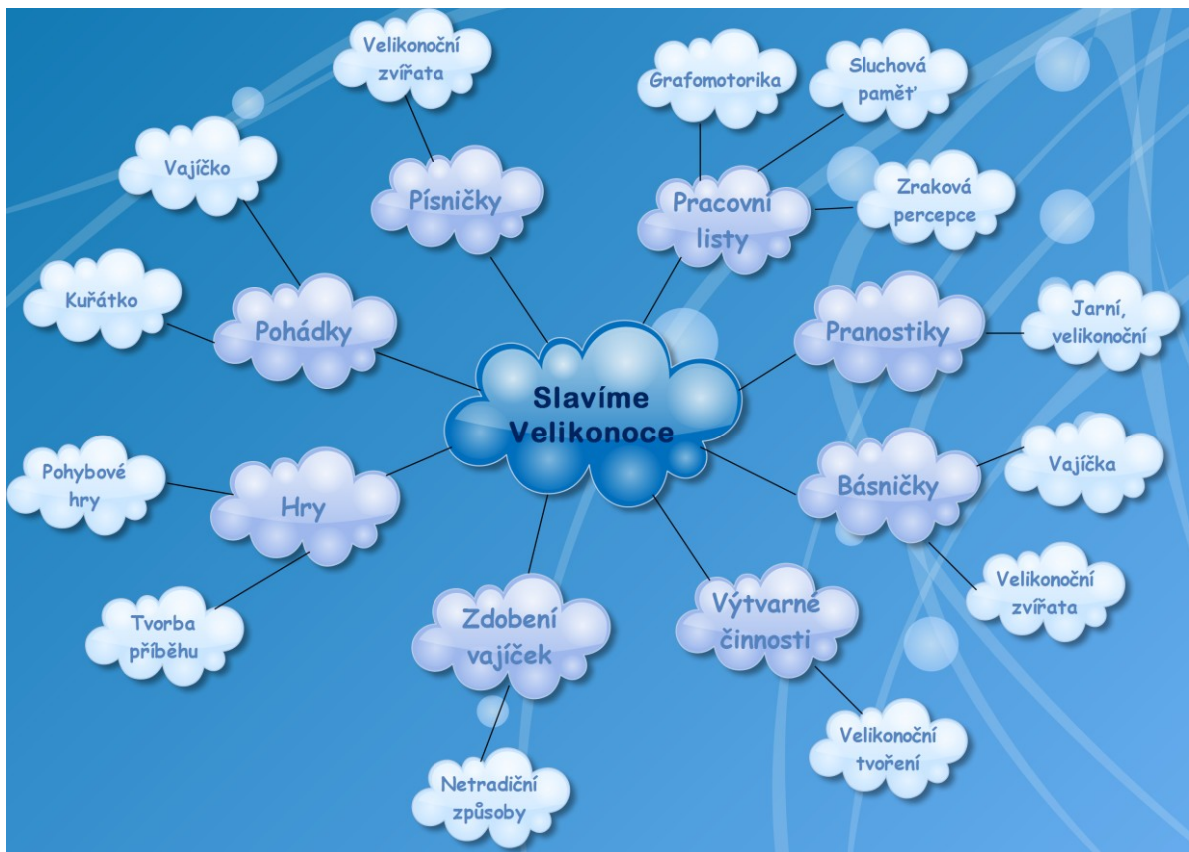 Velikonoční
zvířata
Grafomotorika
Sluchová
paměť
Vajíčko
Písničky
Pracovní
listy
Zraková
percepce
Kuřátko
Pohádky
Pranostiky
Jarní,
velikonoční
Slavíme
Velikonoce
Pohybové
hry
Hry
Básničky
Vajíčka
Velikonoční
zvířata
Tvorba
příběhu
Zdobení
vajíček
Výtvarné
činnosti
Velikonoční
tvoření
Netradiční
způsoby